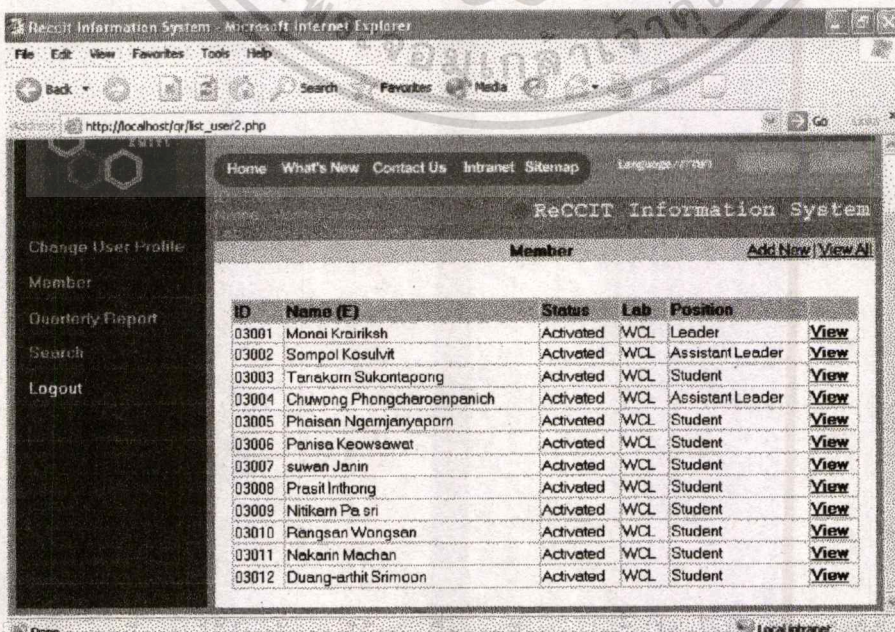 Reccit Information System - Microsoft Internet Explorer
File Edit View Favorites Tools Help
Back Search Favorites Media
http://localhost/qr/list_user2.php Go
Home What's New Contact Us Intranet Sitemap
ReCCIT Information System
Member Add New | View All
Change User Profile
Member
Quarterly Report
Search
Logout
ID Name (E) Status Lab Position
03001 Monai Krairiksh Activated WCL Leader View
03002 Sompol Kosulvit Activated WCL Assistant Leader View
03003 Tanakorn Sukontapong Activated WCL Student View
03004 Chuwong Phongcharoenpanich Activated WCL Assistant Leader View
03005 Phaisan Ngamjanyaporn Activated WCL Student View
03006 Panisa Keowsawat Activated WCL Student View
03007 suwan Janin Activated WCL Student View
03008 Prasit Inthong Activated WCL Student View
03009 Nitikarn Pa sri Activated WCL Student View
03010 Rangsan Wongsan Activated WCL Student View
03011 Nakarin Machan Activated WCL Student View
03012 Duang-arthit Srimoon Activated WCL Student View
Done Local intranet